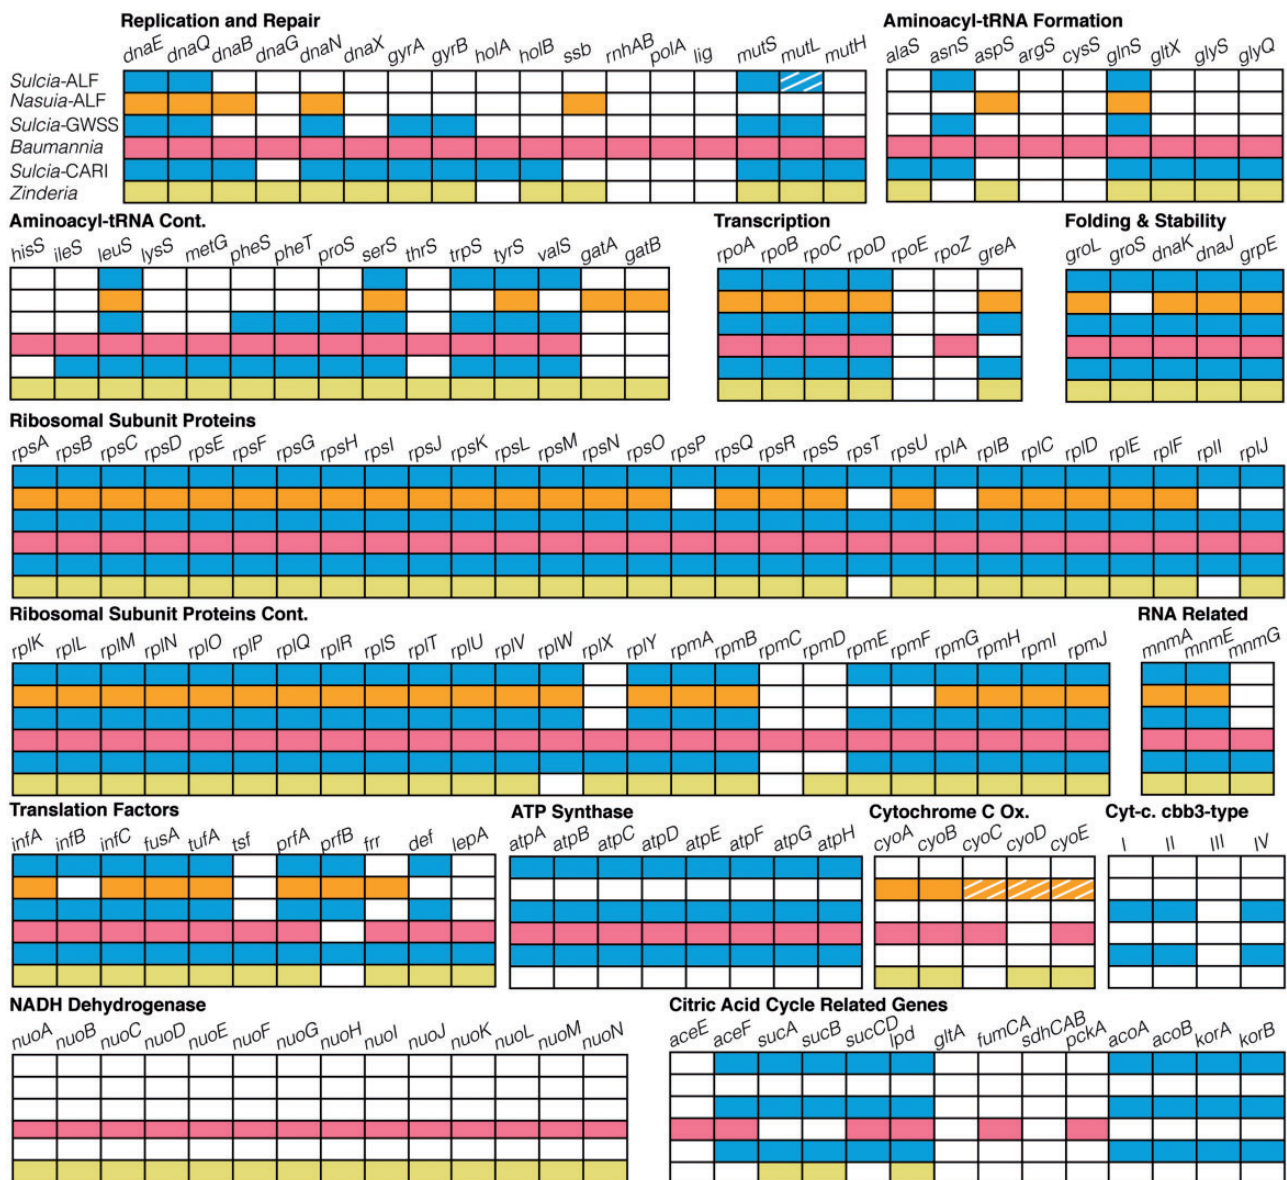 Replication and Repair
dnaE dnaQ dnaB dnaG dnaN dnaX gyrA gyrB holA holB ssb rnhAB polA lig mutS mutL mutH
Aminoacyl-tRNA Formation
alaS asnS aspS argS cysS glnS gltX glyS glyQ
Sulcia-ALF
Nasuia-ALF
Sulcia-GWSS
Baumannia
Sulcia-CARI
Zinderia
Aminoacyl-tRNA Cont.
hisS ileS leuS lysS metG pheS pheT proS serS thrS trpS tyrS valS gatA gatB
Transcription
rpoA rpoB rpoC rpoD rpoE rpoZ greA
Folding & Stability
groL groS dnaK dnaJ grpE
Ribosomal Subunit Proteins
rpsA rpsB rpsC rpsD rpsE rpsF rpsG rpsH rpsI rpsJ rpsK rpsL rpsM rpsN rpsO rpsP rpsQ rpsR rpsS rpsT rpsU rplA rplB rplC rplD rplE rplF rplI rplJ
Ribosomal Subunit Proteins Cont.
rplK rplL rplM rplN rplO rplP rplQ rplR rplS rplT rplU rplV rplW rplX rplY rpmA rpmB rpmC rpmD rpmE rpmF rpmG rpmH rpmI rpmJ
RNA Related
mnmA mnmE mnmG
Translation Factors
infA infB infC fusA tufA tsf prfA prfB frr def lepA
ATP Synthase
atpA atpB atpC atpD atpE atpF atpG atpH
Cytochrome C Ox.
cyoA cyoB cyoC cyoD cyoE
Cyt-c. cbb3-type
I II III IV
NADH Dehydrogenase
nuoA nuoB nuoC nuoD nuoE nuoF nuoG nuoH nuoI nuoJ nuoK nuoL nuoM nuoN
Citric Acid Cycle Related Genes
aceE aceF sucA sucB sucCD lpd gltA fumCA sdhCAB pckA acoA acoB korA korB